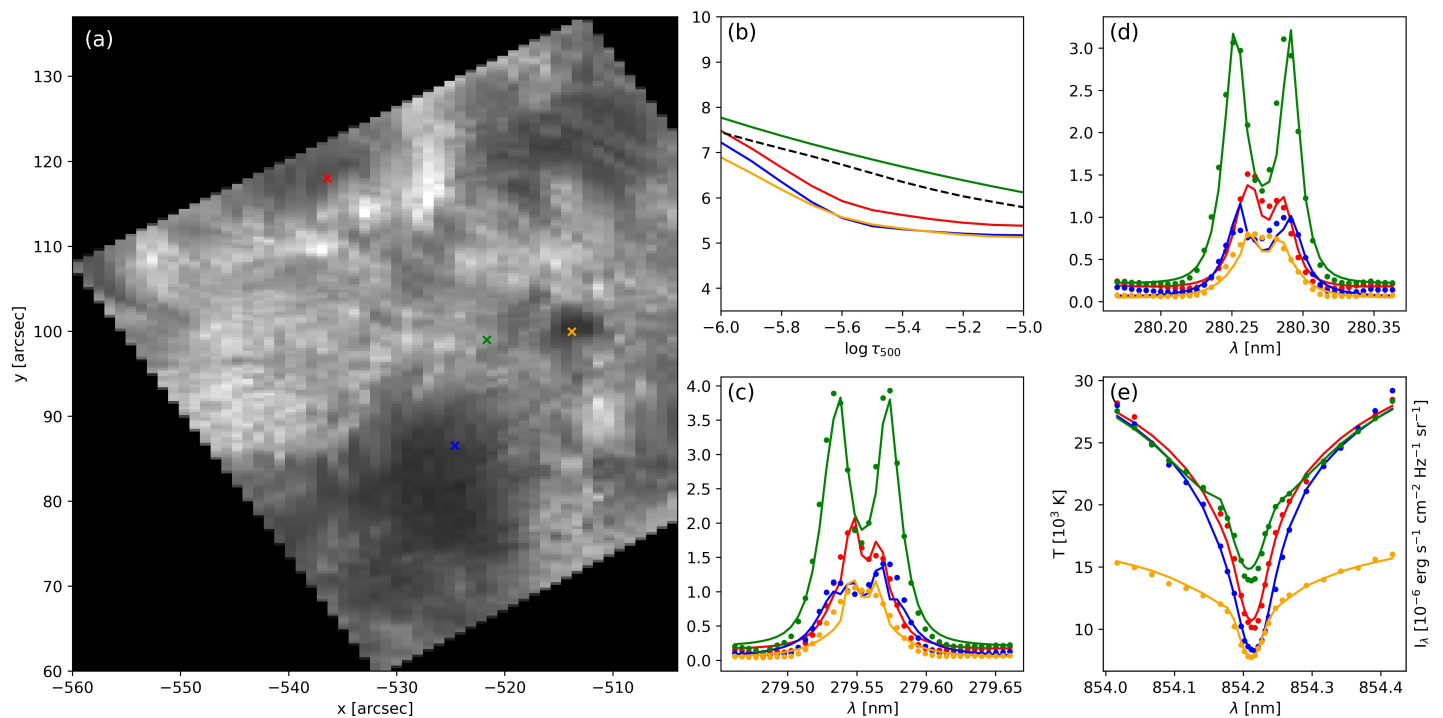 (a)
130
120
110
100
90
80
70
60
y [arcsec]
−560 −550 −540 −530 −520 −510
x [arcsec]
(b)
10
9
8
7
6
5
4
−6.0 −5.8 −5.6 −5.4 −5.2 −5.0
log τ500
(d)
3.0
2.5
2.0
1.5
1.0
0.5
0.0
280.20 280.26 280.30 280.36
λ [nm]
(c)
4.0
3.5
3.0
2.5
2.0
1.5
1.0
0.5
0.0
279.50 279.56 279.60 279.65
λ [nm]
(e)
30
25
20
15
10
T [10³ K]
854.0 854.1 854.2 854.3 854.4
λ [nm]
Iλ [10⁻⁶ erg s⁻¹ cm⁻² Hz⁻¹ sr⁻¹]